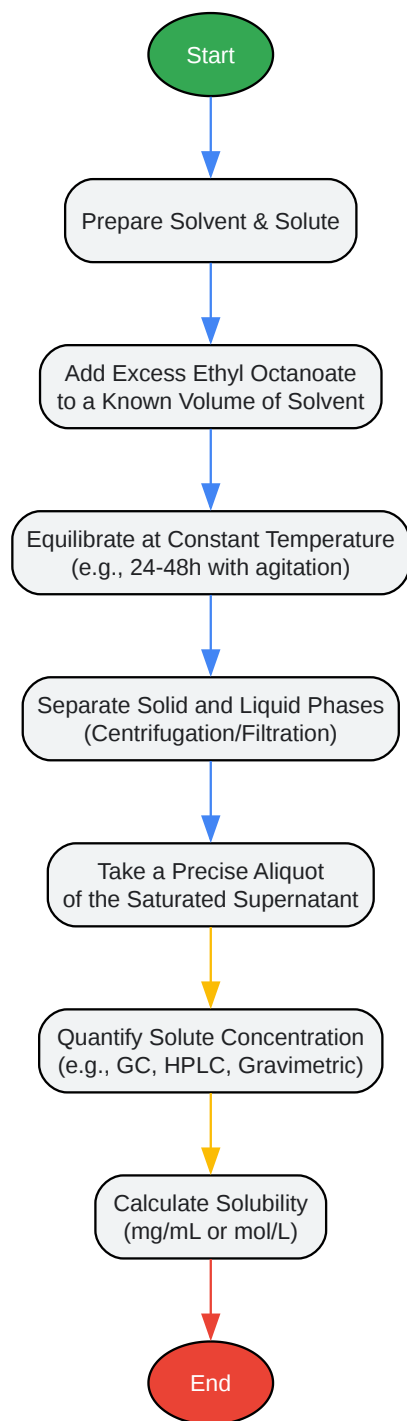 Start
Prepare Solvent & Solute
Add Excess Ethyl Octanoate
to a Known Volume of Solvent
Equilibrate at Constant Temperature
(e.g., 24-48h with agitation)
Separate Solid and Liquid Phases
(Centrifugation/Filtration)
Take a Precise Aliquot
of the Saturated Supernatant
Quantify Solute Concentration
(e.g., GC, HPLC, Gravimetric)
Calculate Solubility
(mg/mL or mol/L)
End